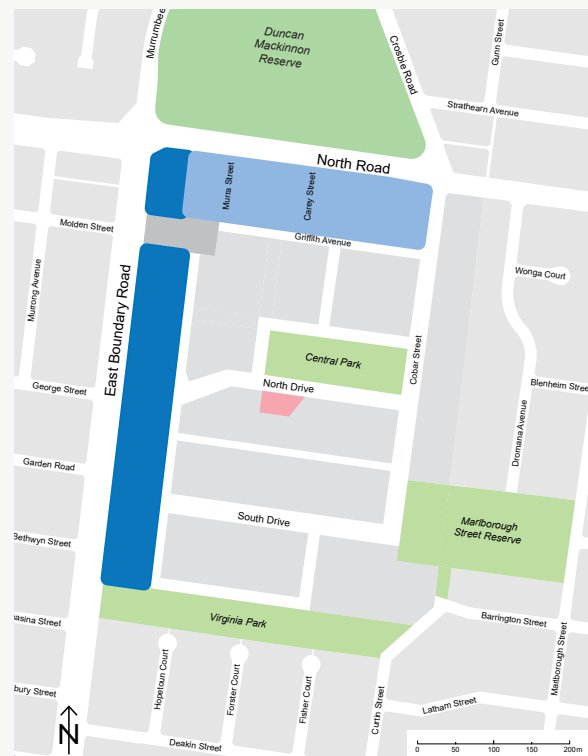 Murrumbee
Duncan
Mackinnon
Reserve
Crosbie Road
Gunn Street
Strathearn Avenue
North Road
Murra Street
Carey Street
Molden Street
Griffith Avenue
Wonga Court
Murrong Avenue
East Boundary Road
Cobar Street
Central Park
North Drive
George Street
Blenheim Stree
Dromana Avenue
Garden Road
South Drive
Marlborough
Street Reserve
Bethwyn Street
Virginia Park
asina Street
Barrington Street
Marlborough Street
Hopetoun Court
Forster Court
Fisher Court
Curtin Street
bury Street
Latham Street
N
Deakin Street
0 50 100 150 200m